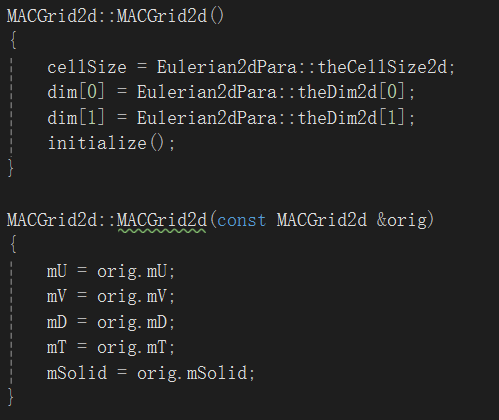 MACGrid2d::MACGrid2d()
{
    cellSize = Eulerian2dPara::theCellSize2d;
    dim[0] = Eulerian2dPara::theDim2d[0];
    dim[1] = Eulerian2dPara::theDim2d[1];
    initialize();
}

MACGrid2d::MACGrid2d(const MACGrid2d &orig)
{
    mU = orig.mU;
    mV = orig.mV;
    mD = orig.mD;
    mT = orig.mT;
    mSolid = orig.mSolid;
}